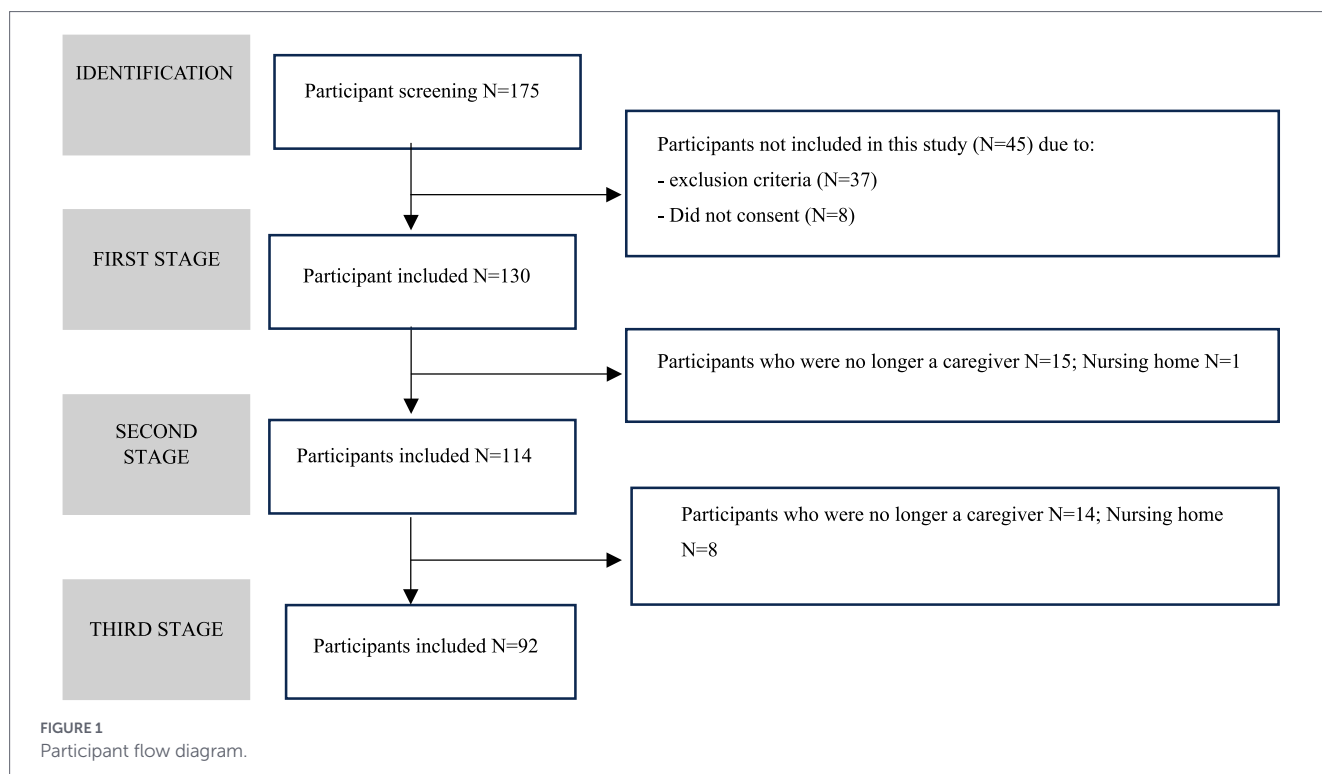 IDENTIFICATION
Participant screening N=175
Participants not included in this study (N=45) due to:
- exclusion criteria (N=37)
- Did not consent (N=8)
FIRST STAGE
Participant included N=130
Participants who were no longer a caregiver N=15; Nursing home N=1
SECOND
STAGE
Participants included N=114
Participants who were no longer a caregiver N=14; Nursing home
N=8
THIRD STAGE
Participants included N=92
FIGURE 1
Participant flow diagram.